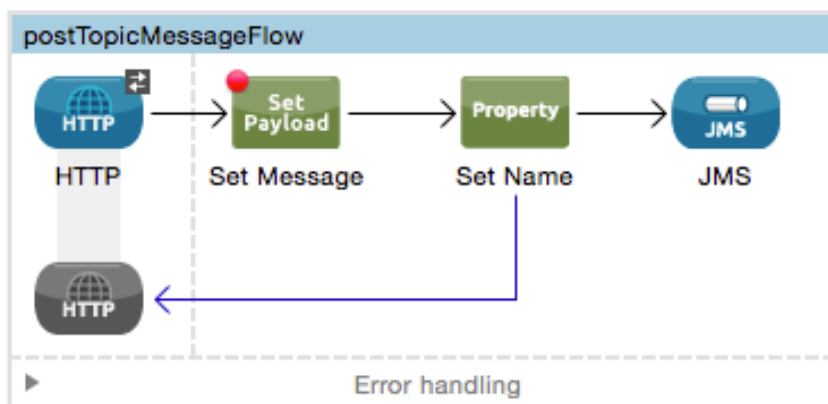 postTopicMessageFlow
HTTP
Set
Payload
Property
JMS
HTTP
Set Message
Set Name
JMS
HTTP
Error handling